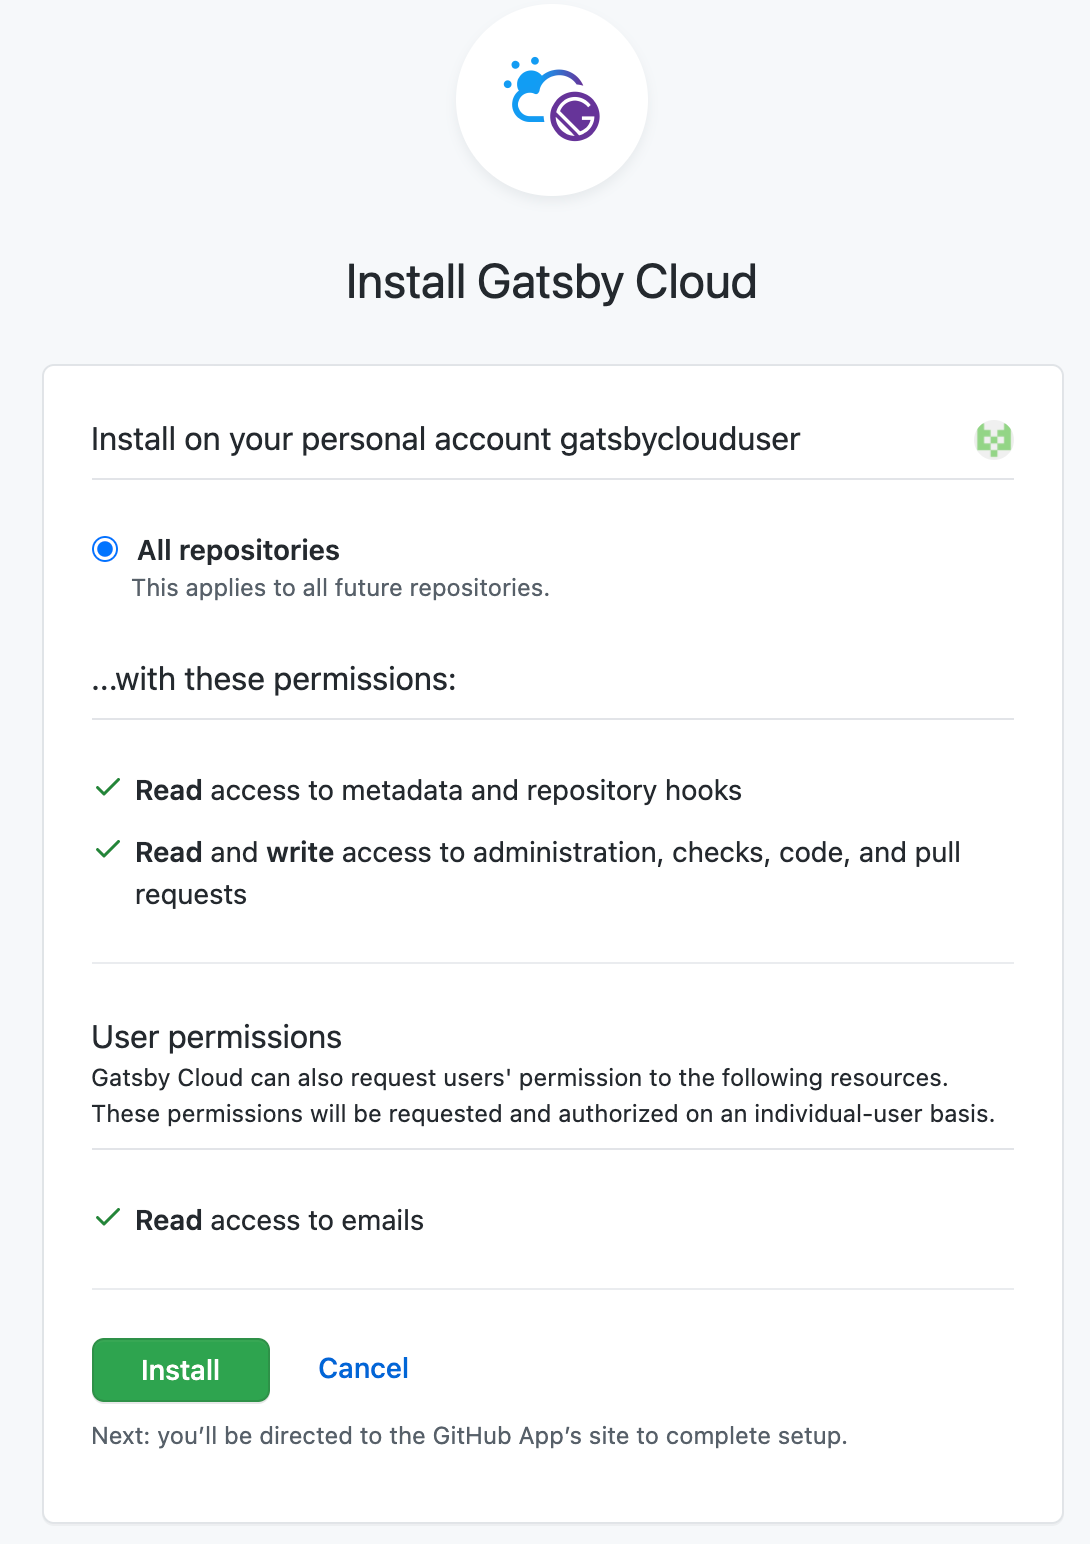 Install Gatsby Cloud
Install on your personal account gatsbyclouduser
All repositories
This applies to all future repositories.
...with these permissions:
Read access to metadata and repository hooks
Read and write access to administration, checks, code, and pull
requests
User permissions
Gatsby Cloud can also request users' permission to the following resources.
These permissions will be requested and authorized on an individual-user basis.
Read access to emails
Install
Cancel
Next: you’ll be directed to the GitHub App’s site to complete setup.